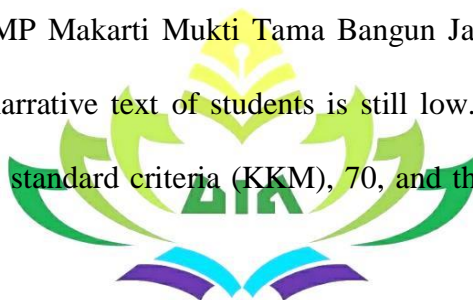 MP Makarti Mukti Tama Bangun Ja
narrative text of students is still low.
standard criteria (KKM), 70, and th